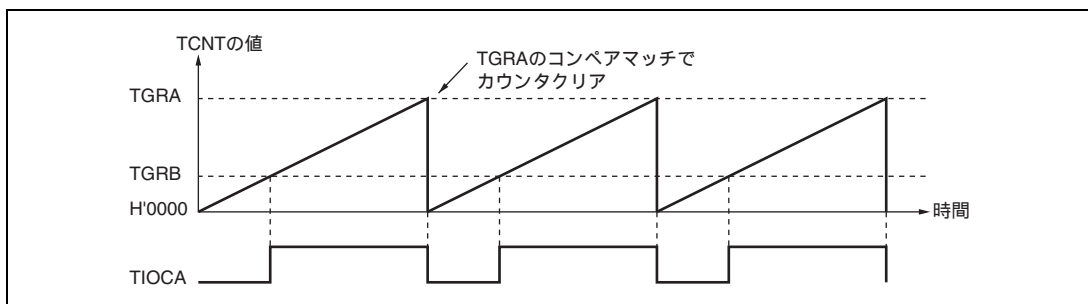 TCNTの値
TGRAのコンペアマッチで
カウンタクリア
TGRA
TGRB
H'0000
時間
TIOCA